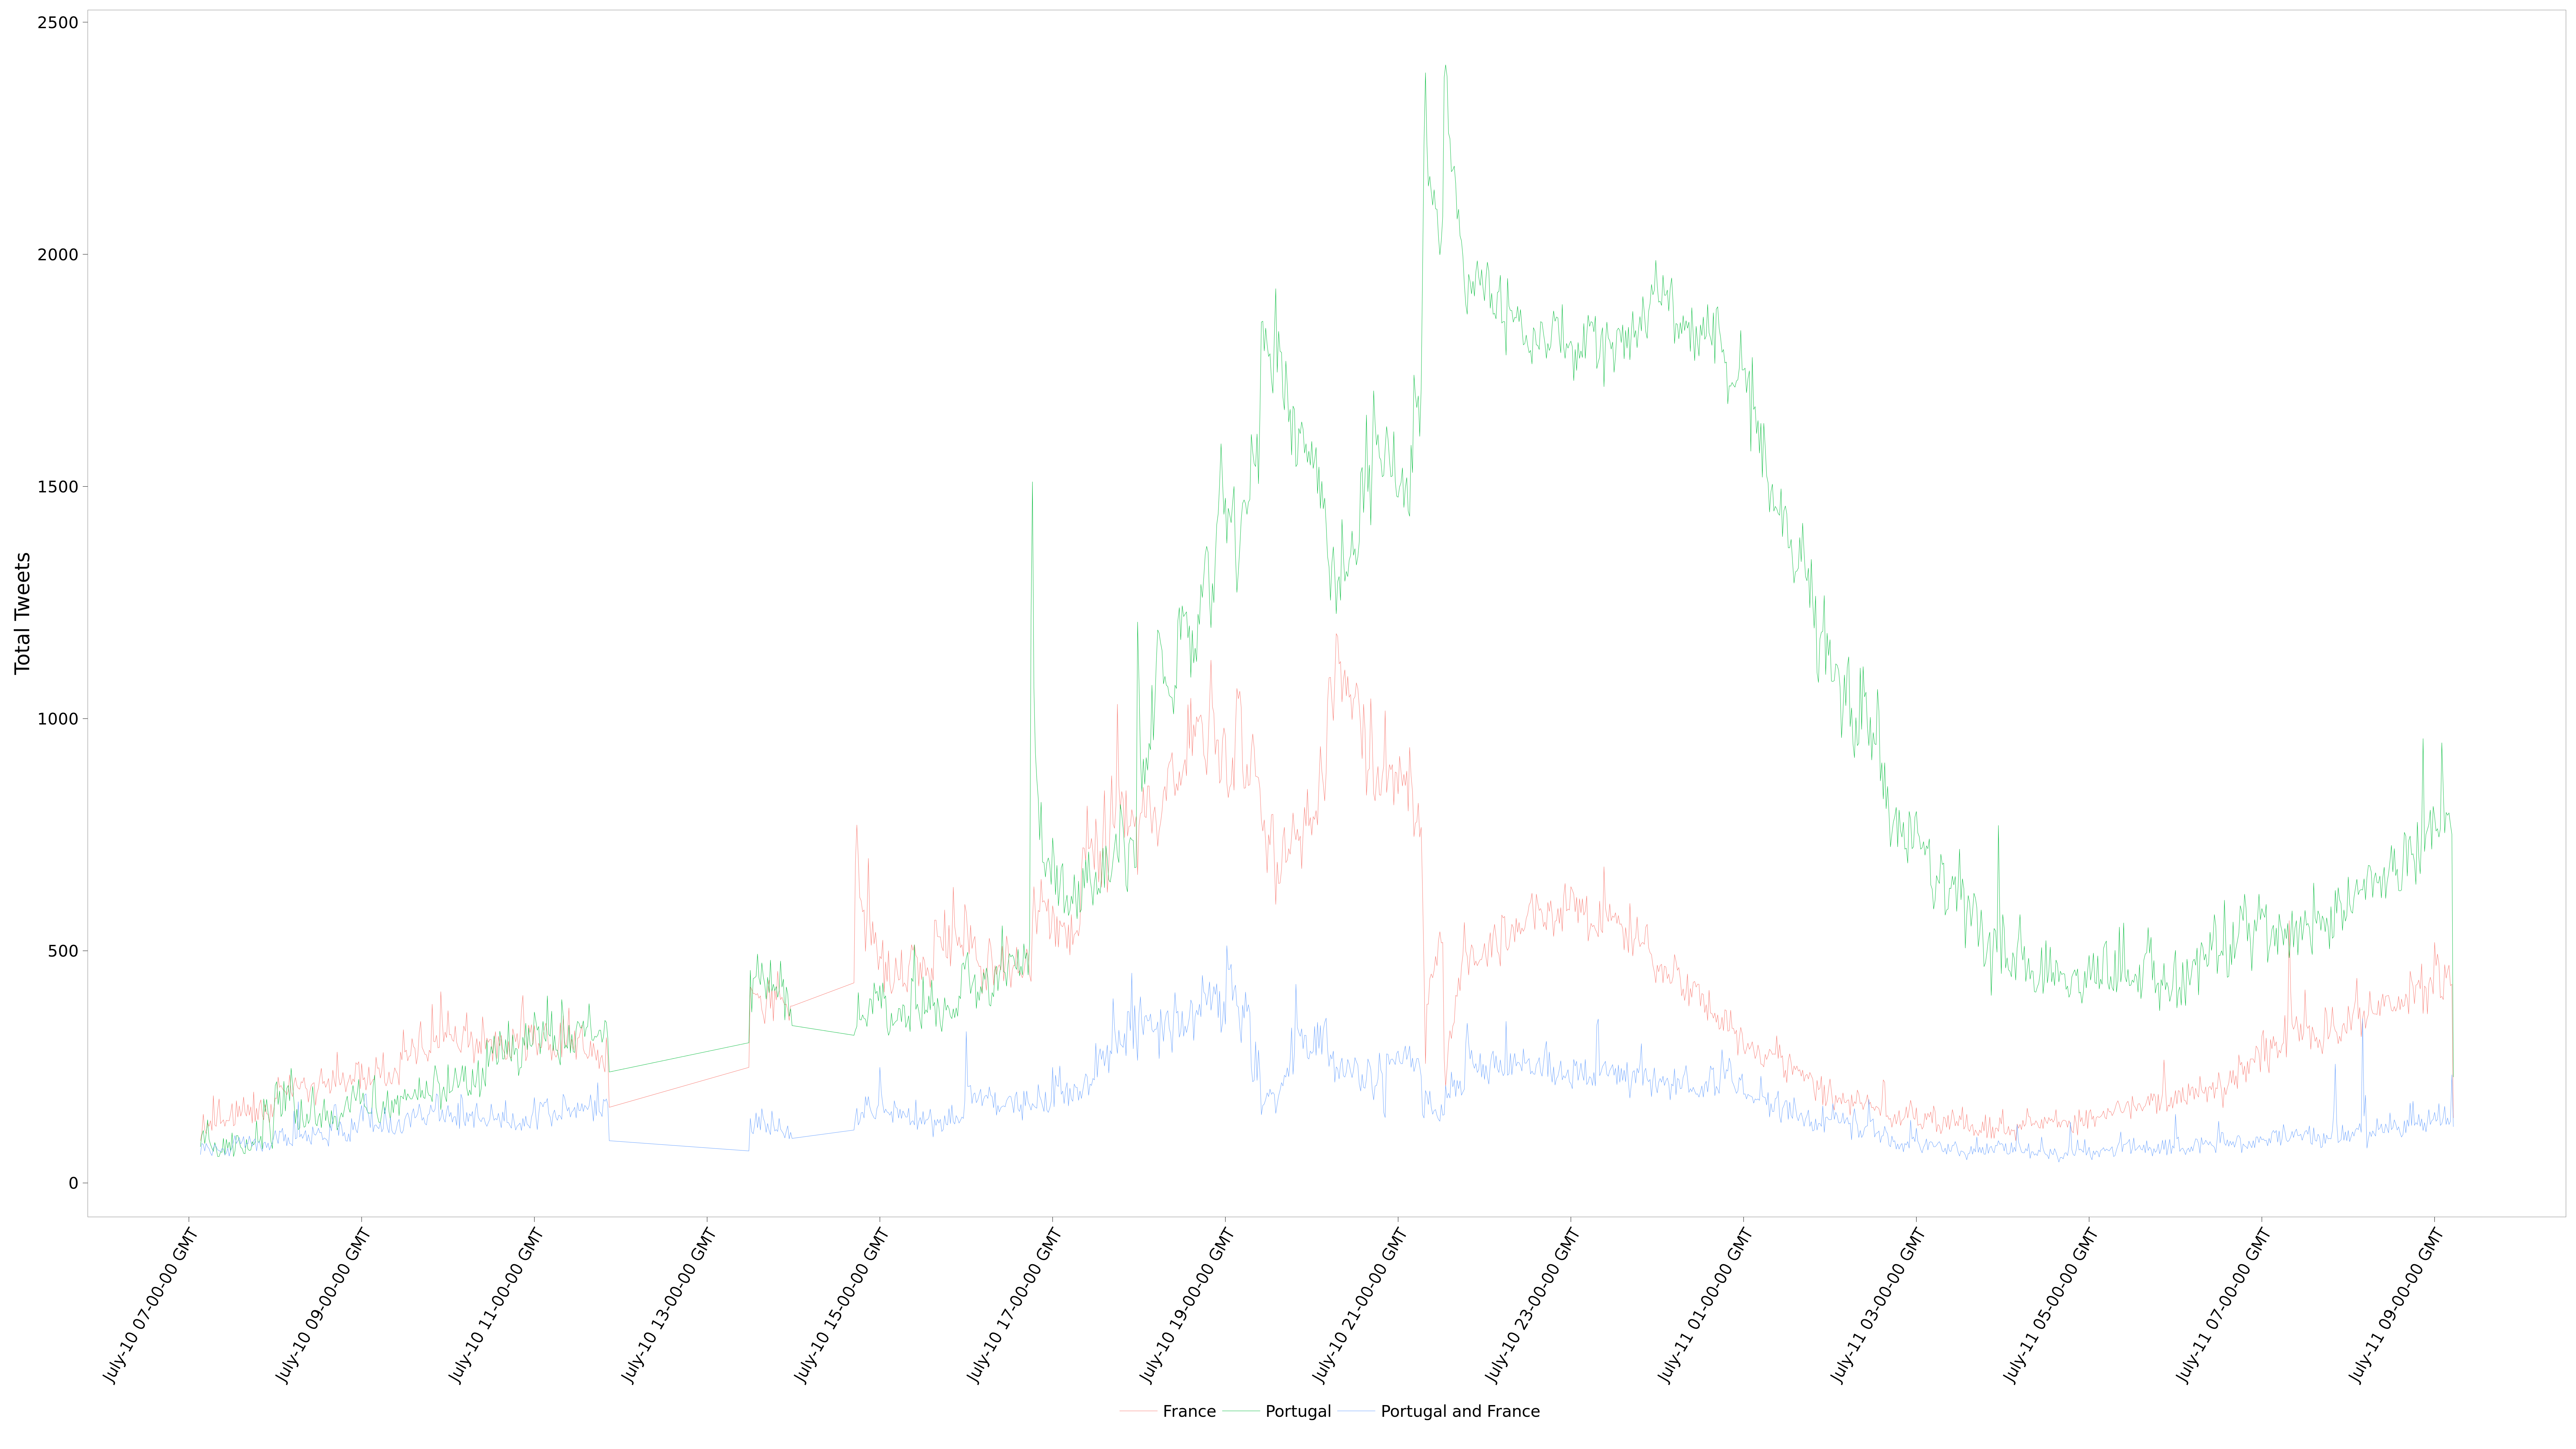 Total Tweets
2500
2000
1500
1000
500
0
July-10 07-00-00 GMT
July-10 09-00-00 GMT
July-10 11-00-00 GMT
July-10 13-00-00 GMT
July-10 15-00-00 GMT
July-10 17-00-00 GMT
July-10 19-00-00 GMT
July-10 21-00-00 GMT
July-10 23-00-00 GMT
July-11 01-00-00 GMT
July-11 03-00-00 GMT
July-11 05-00-00 GMT
July-11 07-00-00 GMT
July-11 09-00-00 GMT
France Portugal Portugal and France